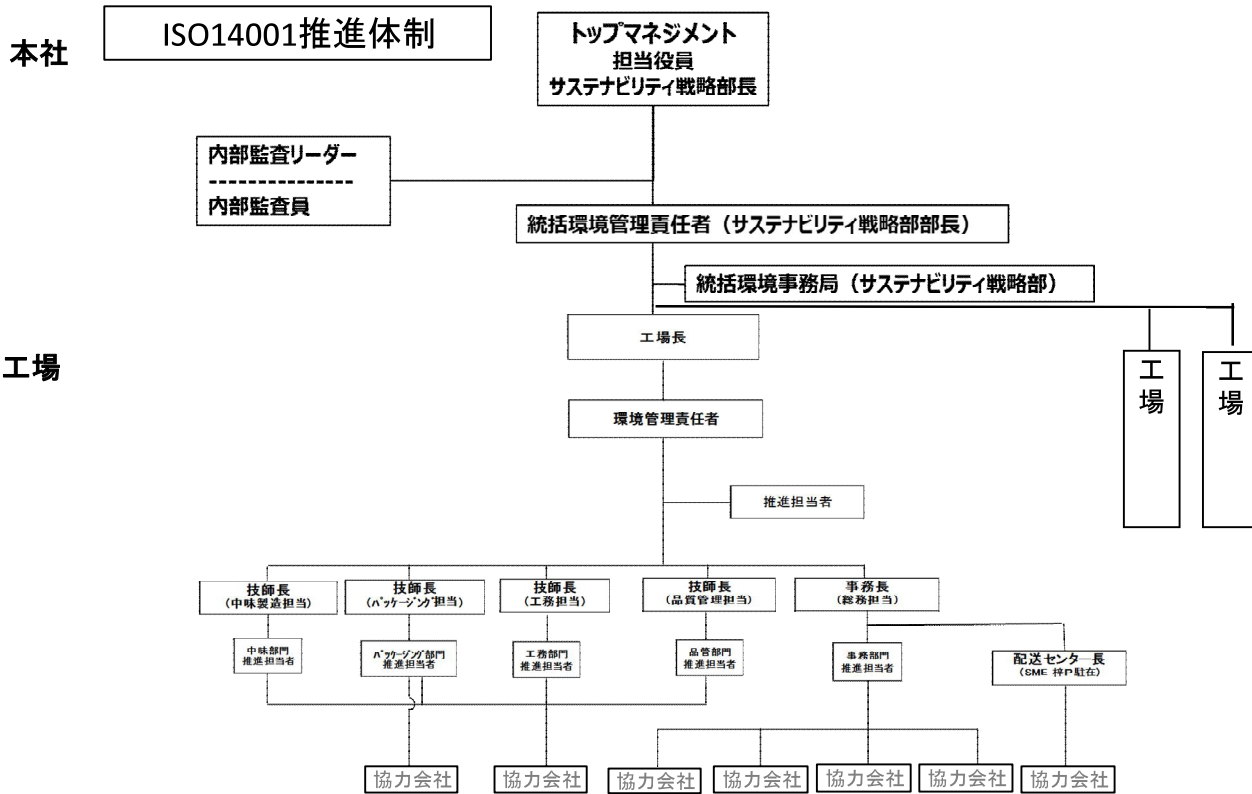 本社
ISO14001推進体制
トップマネジメント
担当役員
サステナビリティ戦略部長
内部監査リーダー
---------------
内部監査員
統括環境管理責任者（サステナビリティ戦略部部長）
統括環境事務局（サステナビリティ戦略部）
工場
工場長
工場
工場
環境管理責任者
推進担当者
技師長
（中味製造担当）
技師長
（パッケージング担当）
技師長
（工務担当）
技師長
（品質管理担当）
事務長
（総務担当）
中味部門
推進担当者
パッケージング部門
推進担当者
工務部門
推進担当者
品管部門
推進担当者
事務部門
推進担当者
配送センター長
（SME 梓P駐在）
協力会社
協力会社
協力会社
協力会社
協力会社
協力会社
協力会社